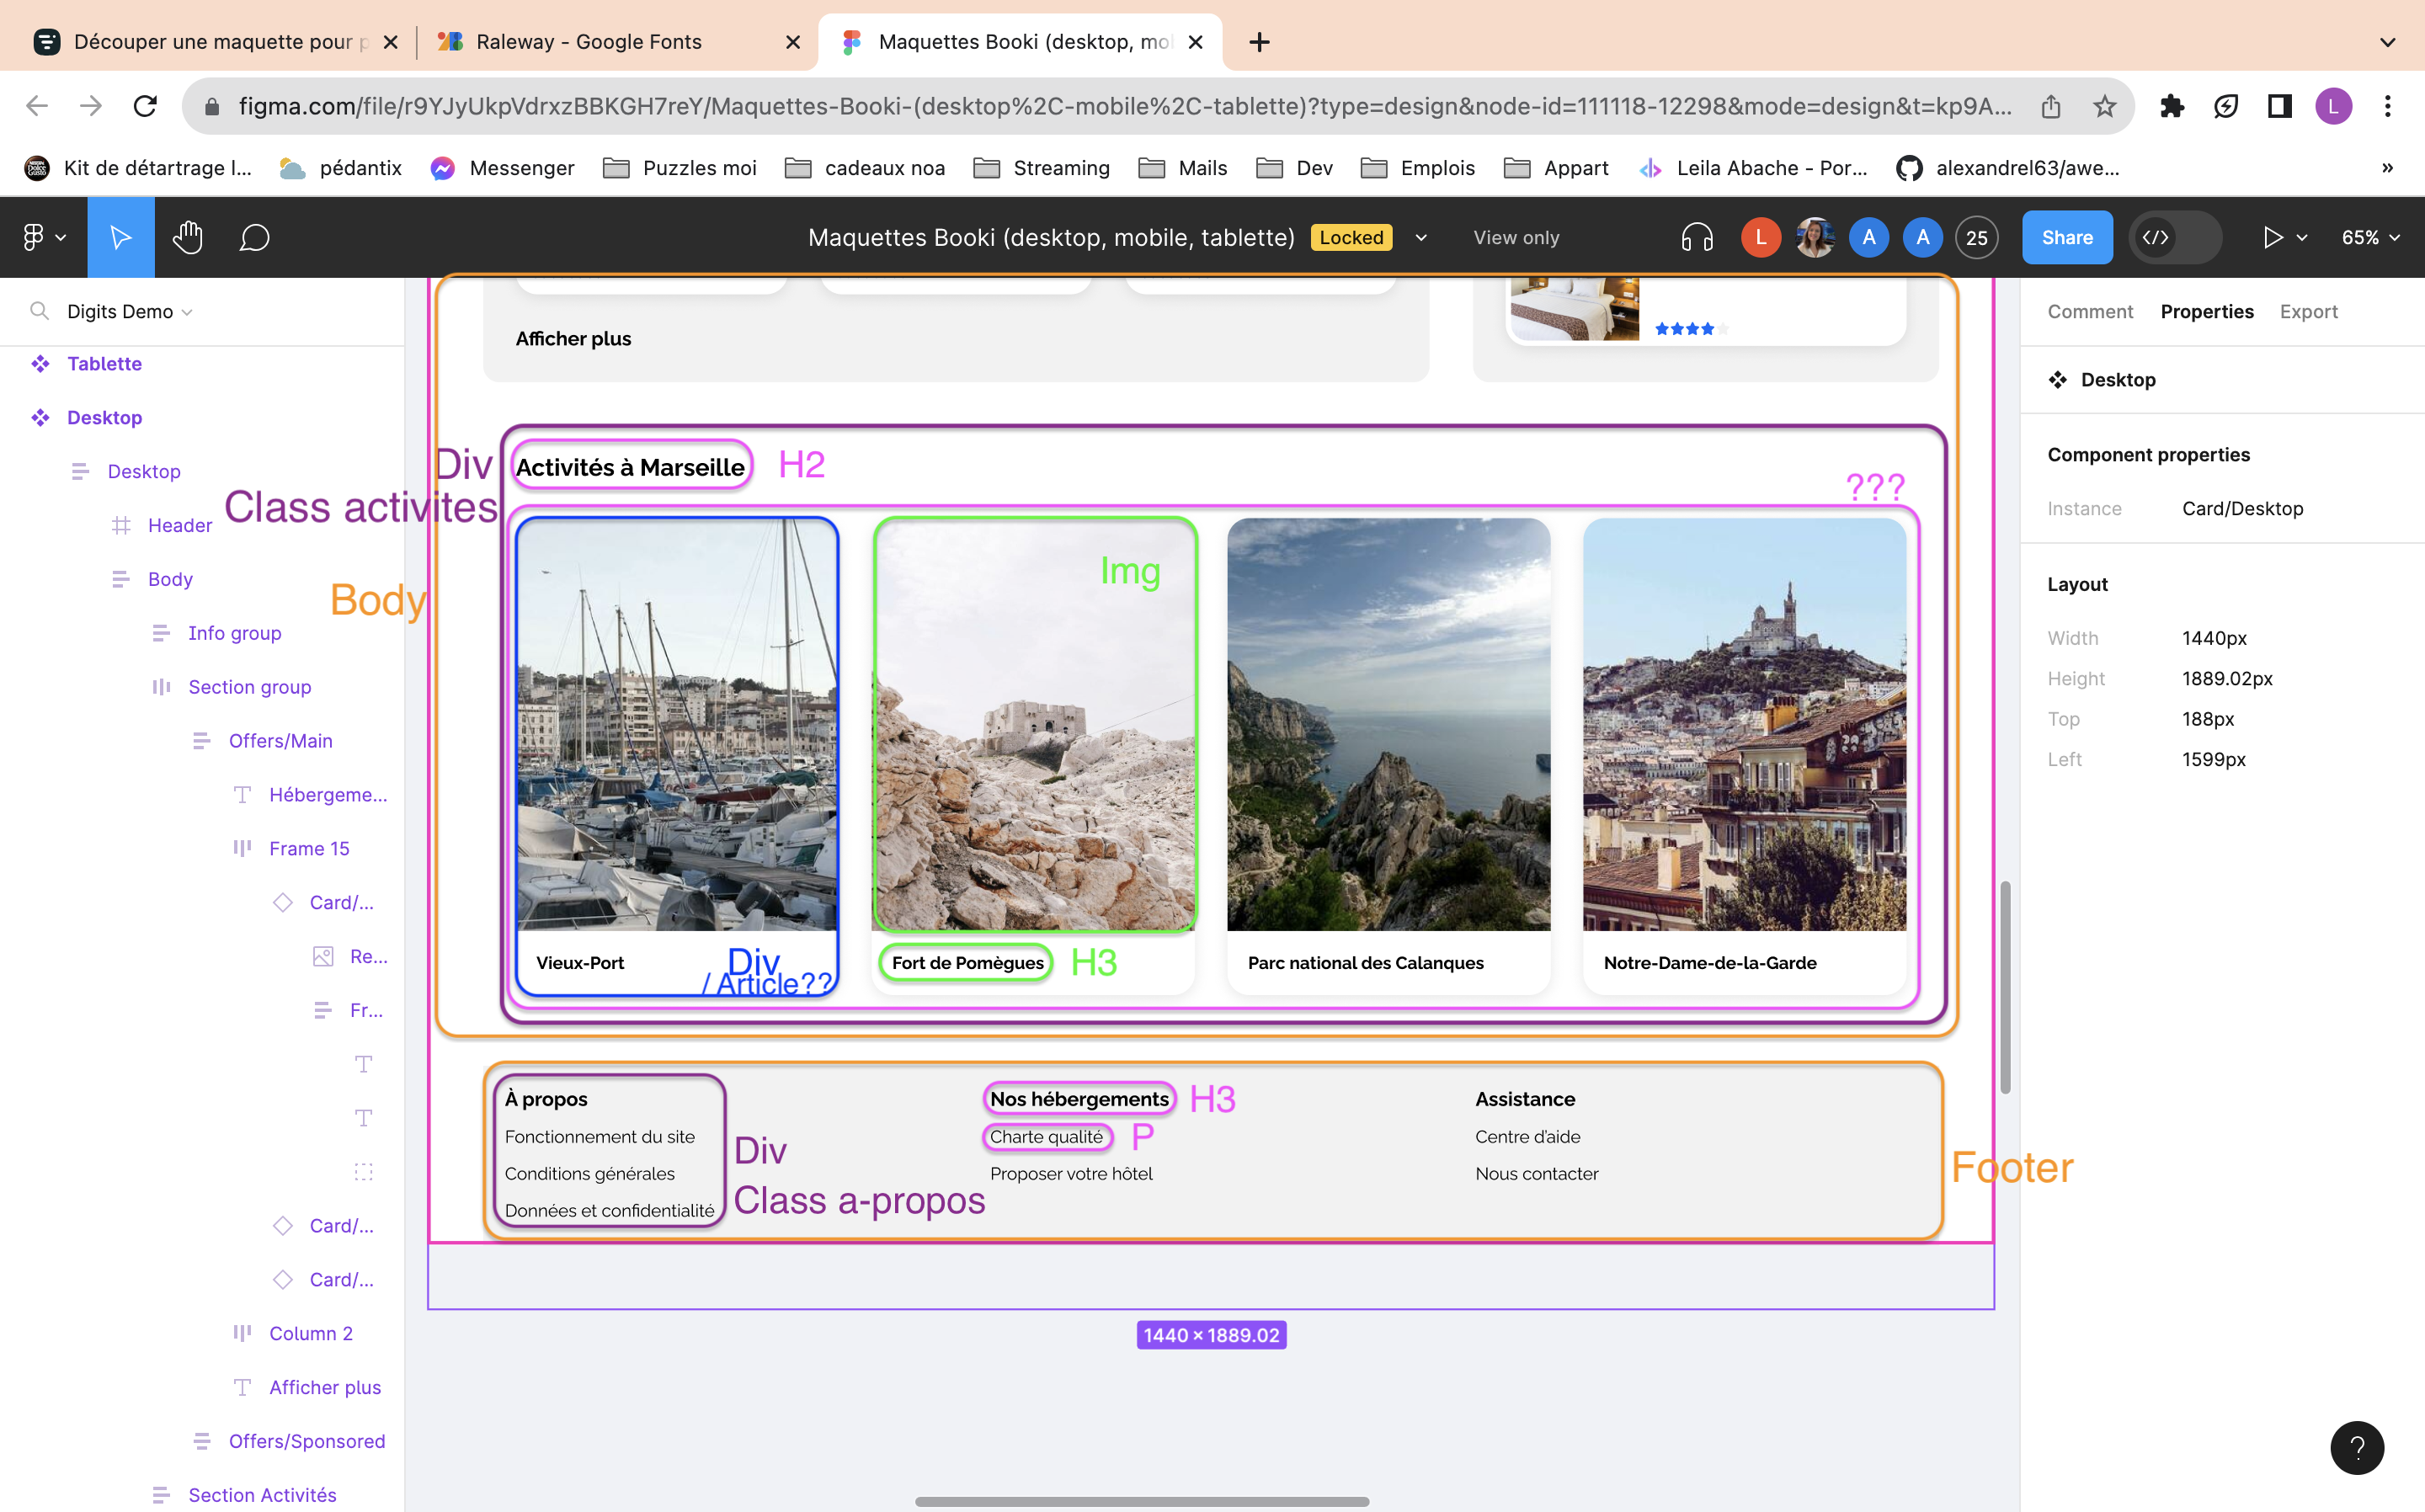 Découper une maquette pour p
Raleway - Google Fonts
Maquettes Booki (desktop, mo
figma.com/file/r9YJyUkpVdrxzBBKGH7reY/Maquettes-Booki-(desktop%2C-mobile%2C-tablette)?type=design&node-id=111118-12298&mode=design&t=kp9A...
L
Kit de détartrage l...
pédantix
Messenger
Puzzles moi
cadeaux noa
Streaming
Mails
Dev
Emplois
Appart
Leila Abache - Por...
alexandrel63/awe...
»
Maquettes Booki (desktop, mobile, tablette)
Locked
View only
L
A
A
25
Share
65%
Digits Demo
Tablette
Desktop
Desktop
Header
Body
Info group
Section group
Offers/Main
Hébergeme...
Frame 15
Card/...
Re...
Fr...
Card/...
Card/...
Column 2
Afficher plus
Offers/Sponsored
Section Activités
Afficher plus
Div
Class activites
Activités à Marseille
H2
???
Body
Img
Vieux-Port
Div
/ Article??
Fort de Pomègues
H3
Parc national des Calanques
Notre-Dame-de-la-Garde
À propos
Fonctionnement du site
Conditions générales
Données et confidentialité
Div
Class a-propos
Nos hébergements
H3
Charte qualité
P
Proposer votre hôtel
Assistance
Centre d'aide
Nous contacter
Footer
1440 × 1889.02
Comment
Properties
Export
Desktop
Component properties
Instance
Card/Desktop
Layout
Width
1440px
Height
1889.02px
Top
188px
Left
1599px
?